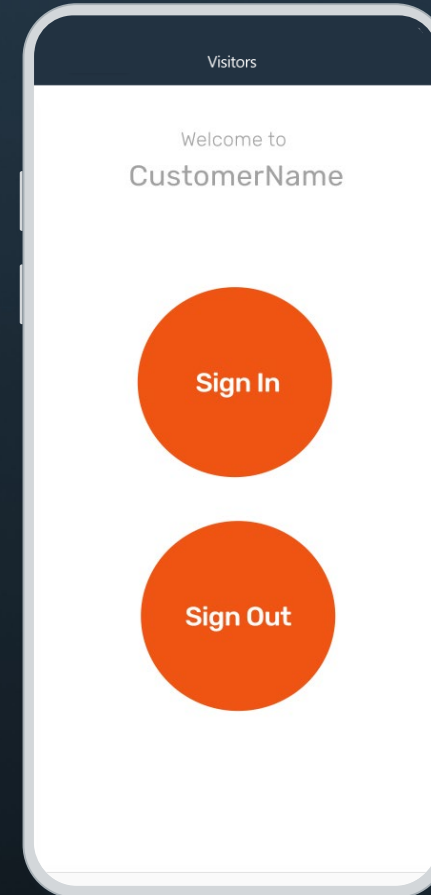 Visitors
Welcome to
CustomerName
Sign In
Sign Out